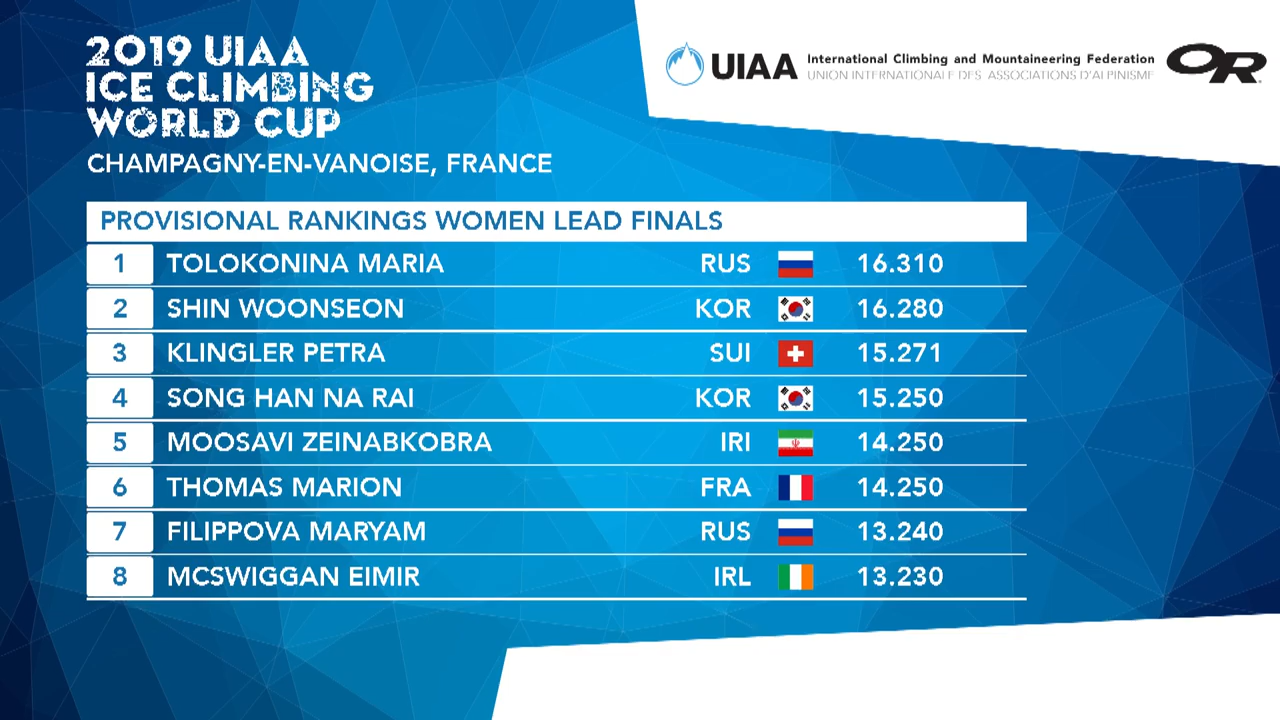 2019 UIAA
ICE CLIMBING
WORLD CUP
CHAMPAGNY-EN-VANOISE, FRANCE
UIAA International Climbing and Mountaineering Federation
UNION INTERNATIONALE DES ASSOCIATIONS D'ALPINISME
OR
PROVISIONAL RANKINGS WOMEN LEAD FINALS
1 TOLOKONINA MARIA RUS 16.310
2 SHIN WOONSEON KOR 16.280
3 KLINGLER PETRA SUI 15.271
4 SONG HAN NA RAI KOR 15.250
5 MOOSAVI ZEINABKOBRA IRI 14.250
6 THOMAS MARION FRA 14.250
7 FILIPPOVA MARYAM RUS 13.240
8 MCSWIGGAN EIMIR IRL 13.230